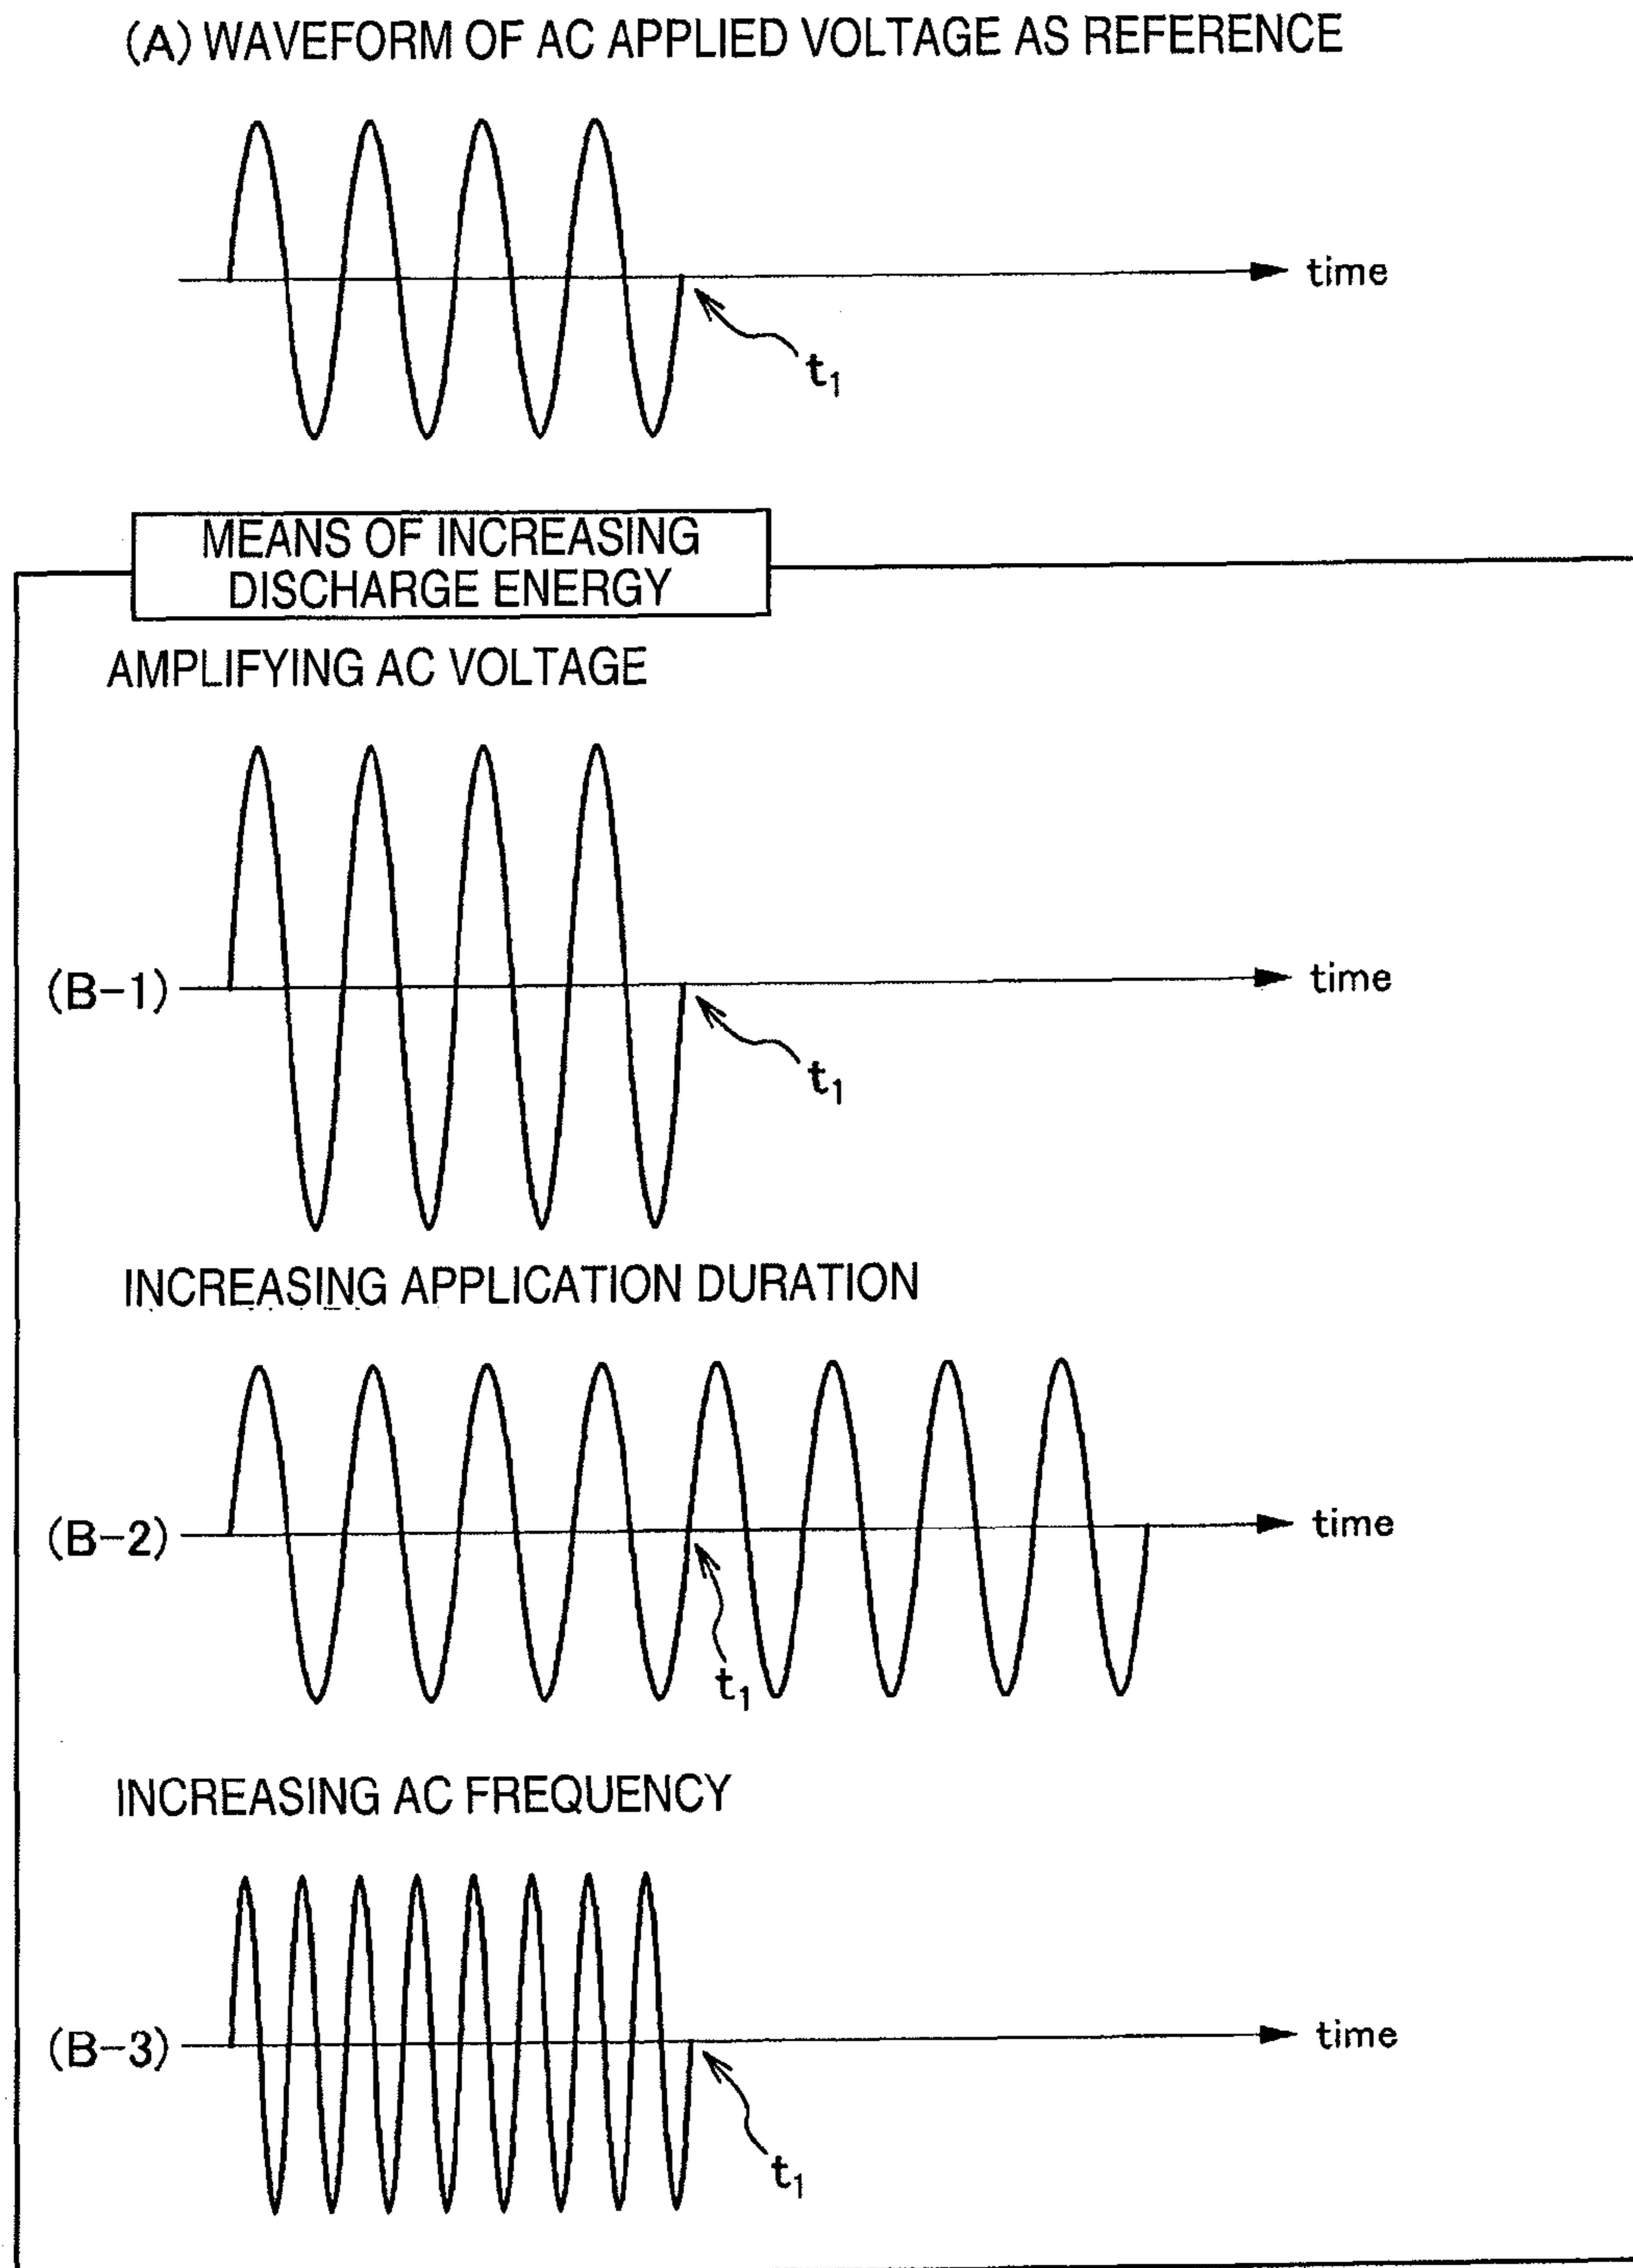 (A) WAVEFORM OF AC APPLIED VOLTAGE AS REFERENCE
time
t₁
MEANS OF INCREASING
DISCHARGE ENERGY
AMPLIFYING AC VOLTAGE
(B-1)
time
t₁
INCREASING APPLICATION DURATION
(B-2)
time
t₁
INCREASING AC FREQUENCY
(B-3)
time
t₁